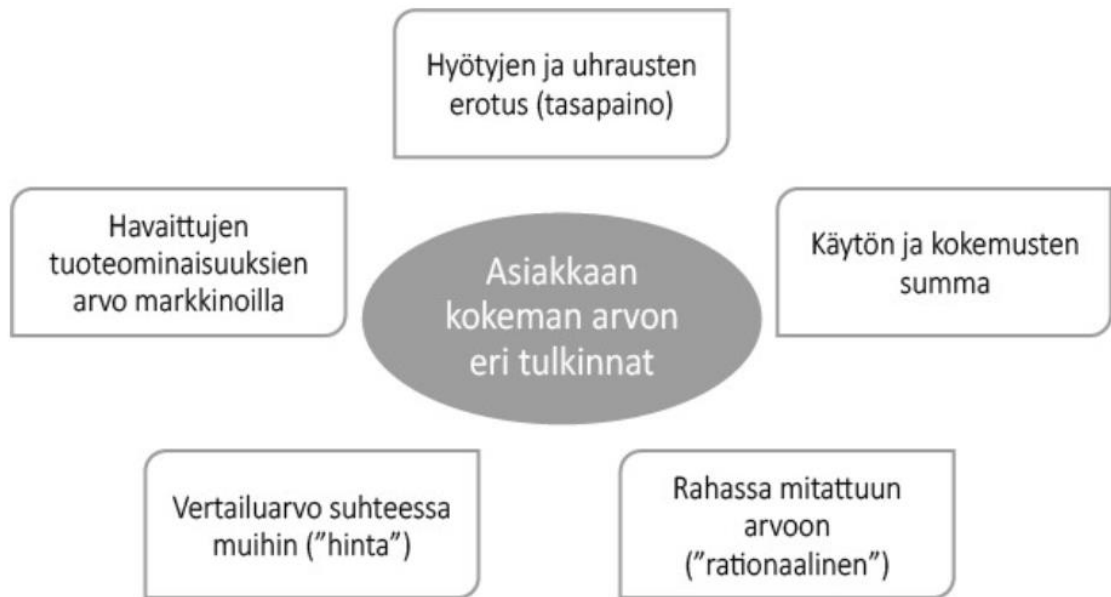 Hyötyjen ja uhrausten
erotus (tasapaino)
Havaittujen
tuoteominaisuuksien
arvo markkinoilla
Asiakkaan
kokeman arvon
eri tulkinnat
Käytön ja kokemusten
summa
Vertailuarvo suhteessa
muihin (”hinta”)
Rahassa mitattuun
arvoon
(”rationaalinen”)